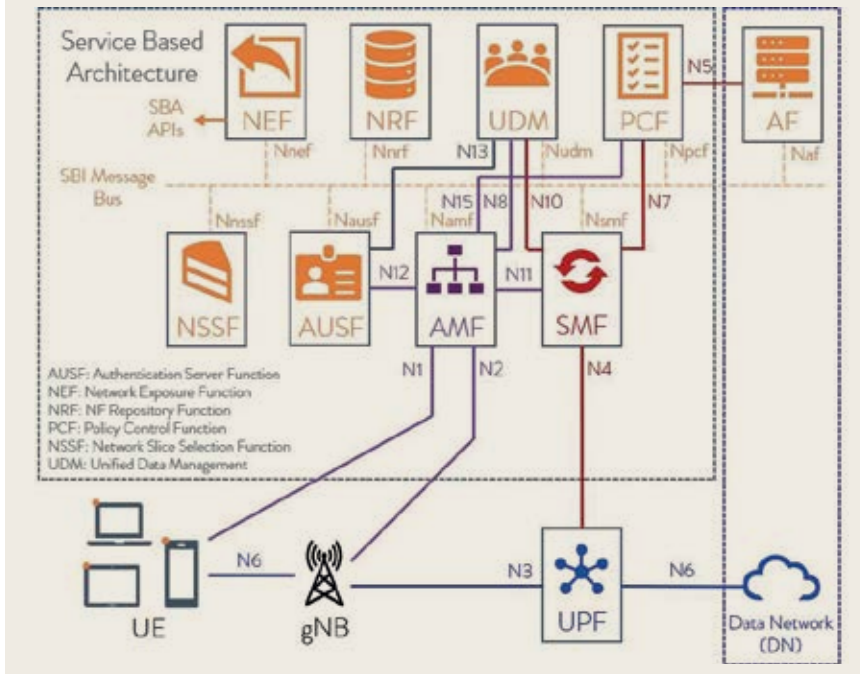 Service Based
Architecture
SBA
APIs
NEF
NRF
UDM
PCF
N5
AF
Nnef
Nnrf
N13
Nudm
Npcf
Naf
SBI Message
Bus
N15
N8
N10
N7
Nnssf
Nausf
Namf
Nsmf
NSSF
AUSF
N12
AMF
N11
SMF
N1
N2
N4
AUSF: Authentication Server Function
NEF: Network Exposure Function
NRF: NF Repository Function
PCF: Policy Control Function
NSSF: Network Slice Selection Function
UDM: Unified Data Management
N6
N3
N6
UE
gNB
UPF
Data Network
(DN)